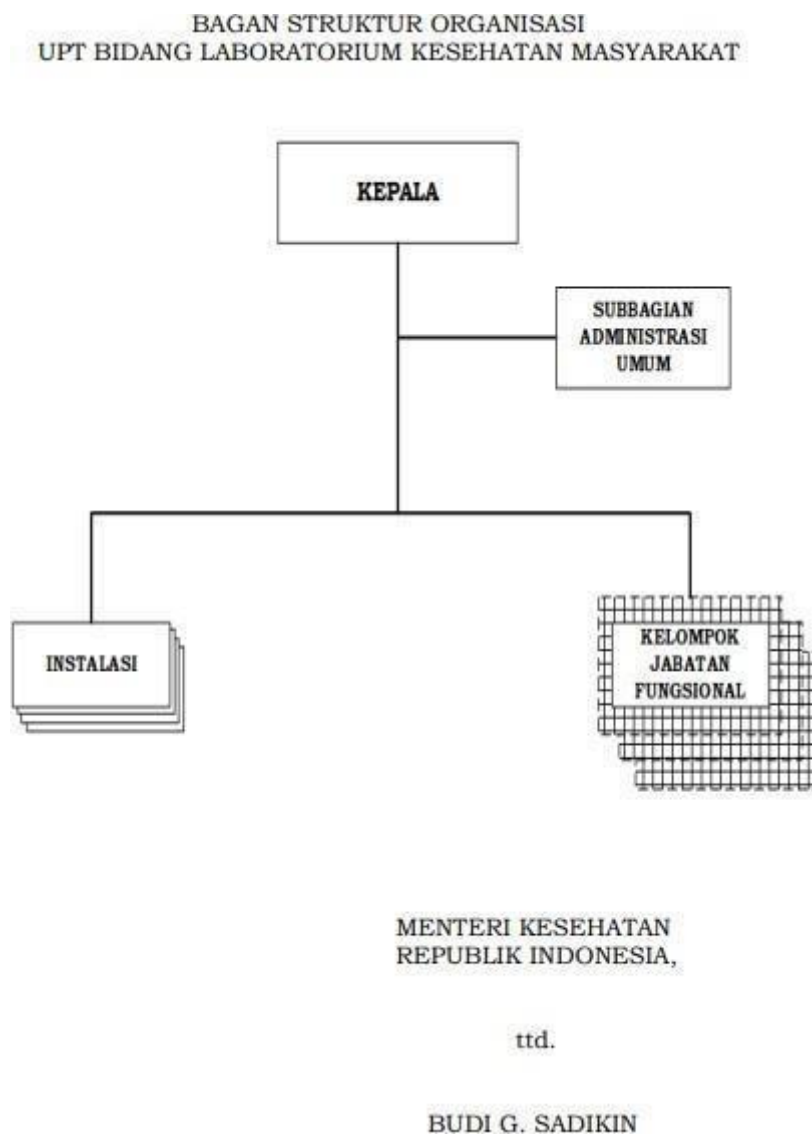 BAGAN STRUKTUR ORGANISASI
UPT BIDANG LABORATORIUM KESEHATAN MASYARAKAT
KEPALA
SUBBAGIAN
ADMINISTRASI
UMUM
INSTALASI
KELOMPOK
JABATAN
FUNGSIONAL
MENTERI KESEHATAN
REPUBLIK INDONESIA,
ttd.
BUDI G. SADIKIN